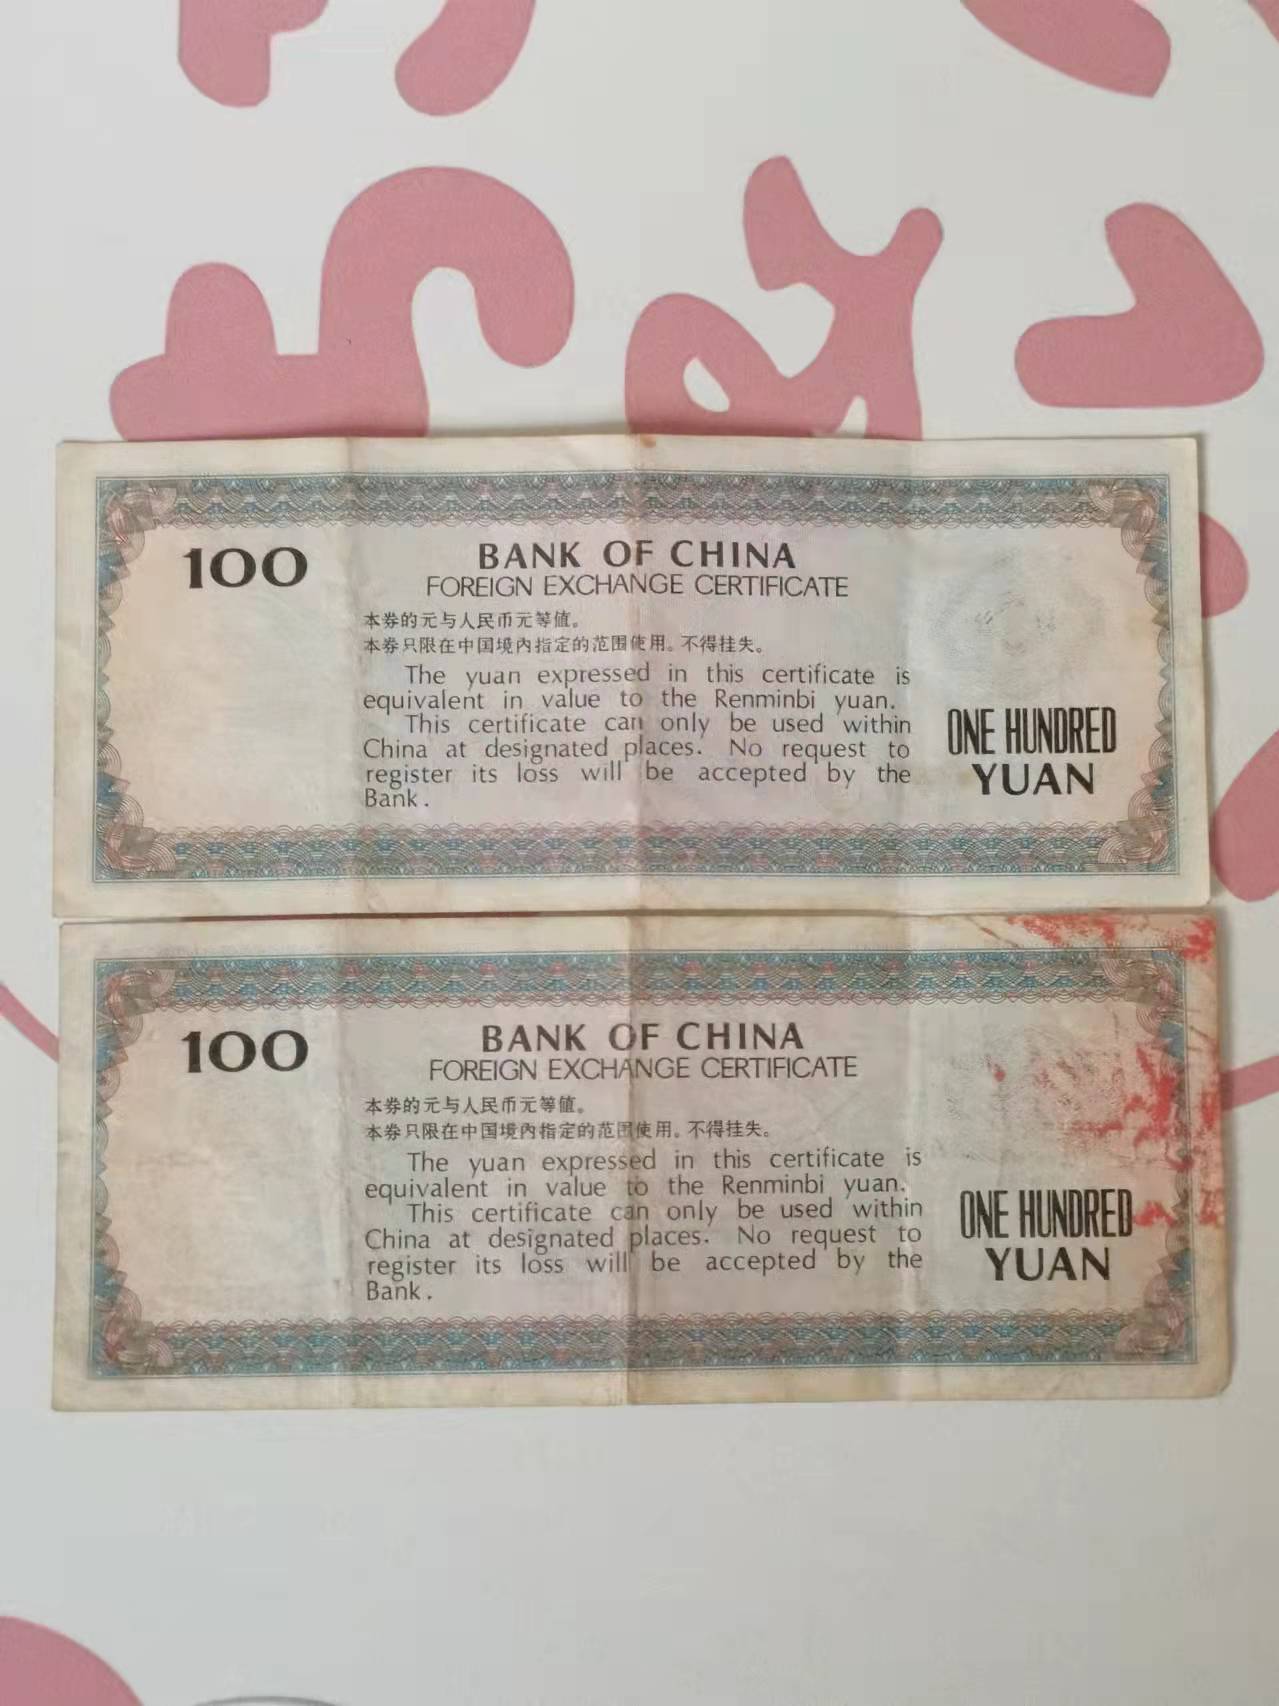 100
BANK OF CHINA
FOREIGN EXCHANGE CERTIFICATE
本券的元与人民币元等值。
本券只限在中国境内指定的范围使用。不得挂失。
The yuan expressed in this certificate is
equivalent in value to the Renminbi yuan.
This certificate can only be used within
China at designated places. No request to
register its loss will be accepted by the
Bank.
ONE HUNDRED
YUAN
100
BANK OF CHINA
FOREIGN EXCHANGE CERTIFICATE
本券的元与人民币元等值。
本券只限在中国境内指定的范围使用。不得挂失。
The yuan expressed in this certificate is
equivalent in value to the Renminbi yuan.
This certificate can only be used within
China at designated places. No request to
register its loss will be accepted by the
Bank.
ONE HUNDRED
YUAN